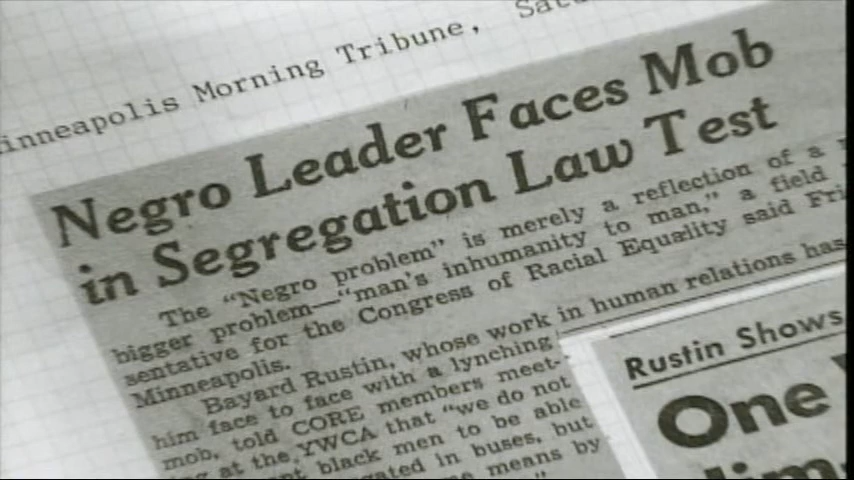 Minneapolis Morning Tribune,
Negro Leader Faces Mob
in Segregation Law Test
The "Negro problem" is merely a reflection of a
bigger problem—"man's inhumanity to man," a field
sentative for the Congress of Racial Equality said
Minneapolis.
Bayard Rustin, whose work in human relations has
him face to face with a lynching
mob, told CORE members meet-
at the YWCA that "we do not
black men to be able
in buses, but
means by
Rustin Shows
One